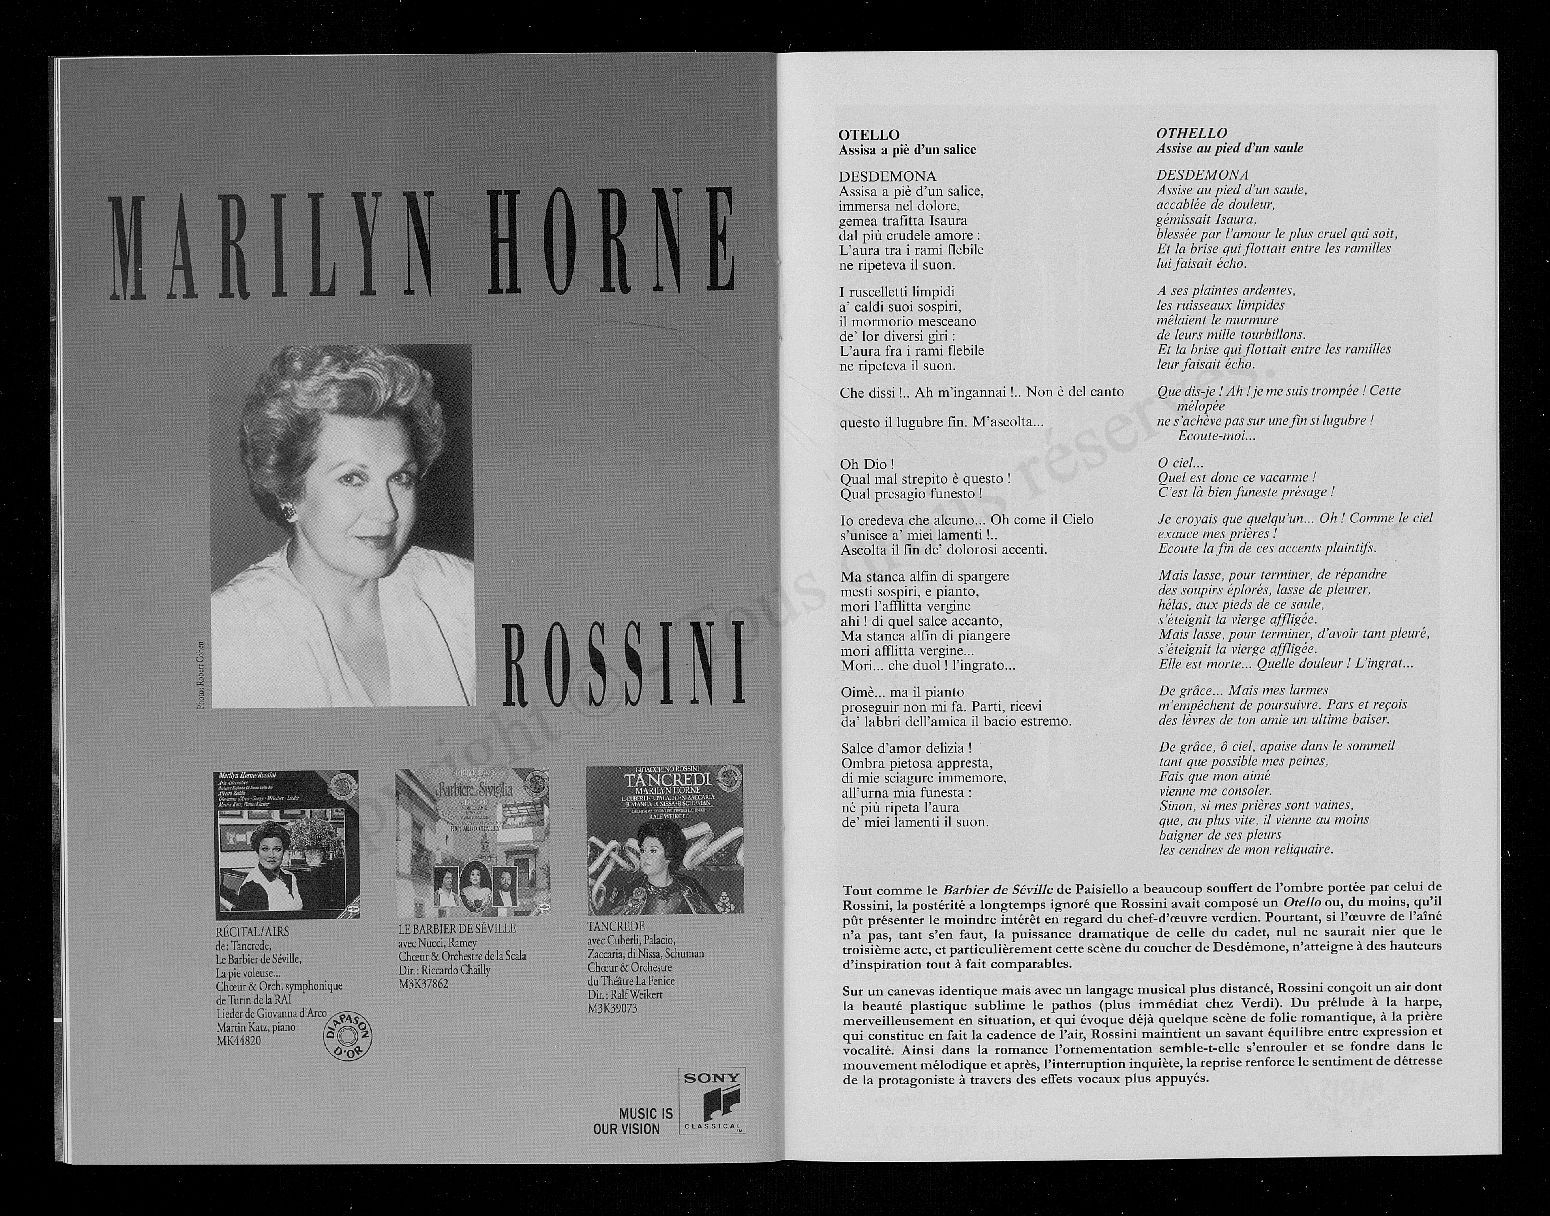 MARILYN HORNE
ROSSINI
Photo: Robert Cohen
Marilyn Horne/Rossini
Il Barbiere di Siviglia
GIOACCHINO ROSSINI
TANCREDI
MARILYN HORNE
RALF WEIKERT
RÉCITAL/AIRS
de : Tancrede,
Le Barbier de Séville,
La pie voleuse...
Chœur & Orch. symphonique
de Turin de la RAI
Lieder de Giovanna d'Arco
Martin Katz, piano
MK44820
DIAPASON
D'OR
LE BARBIER DE SÉVILLE
avec Nucci, Ramey
Chœur & Orchestre de la Scala
Dir. : Riccardo Chailly
M3K37862
TANCREDE
avec Cuberli, Palacio,
Zaccaria, di Nissa, Schuman
Chœur & Orchestre
du Théâtre La Fenice
Dir. : Ralf Weikert
M3K39073
MUSIC IS
OUR VISION
SONY
CLASSICAL
OTELLO
Assisa a piè d'un salice
DESDEMONA
Assisa a piè d'un salice,
immersa nel dolore,
gemea trafitta Isaura
dal più crudele amore :
L'aura tra i rami flebile
ne ripeteva il suon.
I ruscelletti limpidi
a' caldi suoi sospiri,
il mormorio mesceano
de' lor diversi giri :
L'aura fra i rami flebile
ne ripeteva il suon.
Che dissi !.. Ah m'ingannai !.. Non è del canto
questo il lugubre fin. M'ascolta...
Oh Dio !
Qual mal strepito è questo !
Qual presagio funesto !
Io credeva che alcuno... Oh come il Cielo
s'unisce a' miei lamenti !..
Ascolta il fin de' dolorosi accenti.
Ma stanca alfin di spargere
mesti sospiri, e pianto,
mori l'afflitta vergine
ahi ! di quel salce accanto,
Ma stanca alfin di piangere
mori afflitta vergine...
Mori... che duol ! l'ingrato...
Oimè... ma il pianto
proseguir non mi fa. Parti, ricevi
da' labbri dell'amica il bacio estremo.
Salce d'amor delizia !
Ombra pietosa appresta,
di mie sciagure immemore,
all'urna mia funesta :
né più ripeta l'aura
de' miei lamenti il suon.
OTHELLO
Assise au pied d'un saule
DESDEMONA
Assise au pied d'un saule,
accablée de douleur,
gémissait Isaura,
blessée par l'amour le plus cruel qui soit,
Et la brise qui flottait entre les ramilles
lui faisait écho.
A ses plaintes ardentes,
les ruisseaux limpides
mêlaient le murmure
de leurs mille tourbillons.
Et la brise qui flottait entre les ramilles
leur faisait écho.
Que dis-je ! Ah ! je me suis trompée ! Cette
mélopée
ne s'achève pas sur une fin si lugubre !
Ecoute-moi...
O ciel...
Quel est donc ce vacarme !
C'est là bien funeste présage !
Je croyais que quelqu'un... Oh ! Comme le ciel
exauce mes prières !
Ecoute la fin de ces accents plaintifs.
Mais lasse, pour terminer, de répandre
des soupirs éplorés, lasse de pleurer,
hélas, aux pieds de ce saule,
s'éteignit la vierge affligée.
Mais lasse, pour terminer, d'avoir tant pleuré,
s'éteignit la vierge affligée.
Elle est morte... Quelle douleur ! L'ingrat...
De grâce... Mais mes larmes
m'empêchent de poursuivre. Pars et reçois
des lèvres de ton amie un ultime baiser.
De grâce, ô ciel, apaise dans le sommeil
tant que possible mes peines,
Fais que mon aimé
vienne me consoler.
Sinon, si mes prières sont vaines,
que, au plus vite, il vienne au moins
baigner de ses pleurs
les cendres de mon reliquaire.
Tout comme le Barbier de Séville de Paisiello a beaucoup souffert de l'ombre portée par celui de
Rossini, la postérité a longtemps ignoré que Rossini avait composé un Otello ou, du moins, qu'il
pût présenter le moindre intérêt en regard du chef-d'œuvre verdien. Pourtant, si l'œuvre de l'aîné
n'a pas, tant s'en faut, la puissance dramatique de celle du cadet, nul ne saurait nier que le
troisième acte, et particulièrement cette scène du coucher de Desdémone, n'atteigne à des hauteurs
d'inspiration tout à fait comparables.
Sur un canevas identique mais avec un langage musical plus distancé, Rossini conçoit un air dont
la beauté plastique sublime le pathos (plus immédiat chez Verdi). Du prélude à la harpe,
merveilleusement en situation, et qui évoque déjà quelque scène de folie romantique, à la prière
qui constitue en fait la cadence de l'air, Rossini maintient un savant équilibre entre expression et
vocalité. Ainsi dans la romance l'ornementation semble-t-elle s'enrouler et se fondre dans le
mouvement mélodique et après, l'interruption inquiète, la reprise renforce le sentiment de détresse
de la protagoniste à travers des effets vocaux plus appuyés.